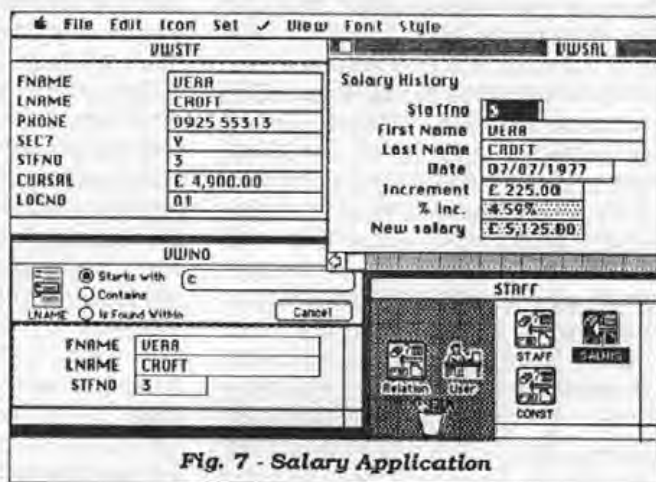 File Edit Icon Set ✓ View Font Style
VWSTF
FNAME VERA
LNAME CROFT
PHONE 0925 55313
SEC? Y
STFNO 3
CURSAL £ 4,900.00
LOCNO 01
VWSAL
Salary History
Staffno 3
First Name VERA
Last Name CROFT
Date 07/07/1977
Increment £ 225.00
% Inc. 4.59%
New salary £ 5,125.00
VWNO
LNAME
Starts with C
Contains
Is Found Within
Cancel
FNAME VERA
LNAME CROFT
STFNO 3
STAFF
Relation User
STAFF SALHIS
CONST
Fig. 7 - Salary Application